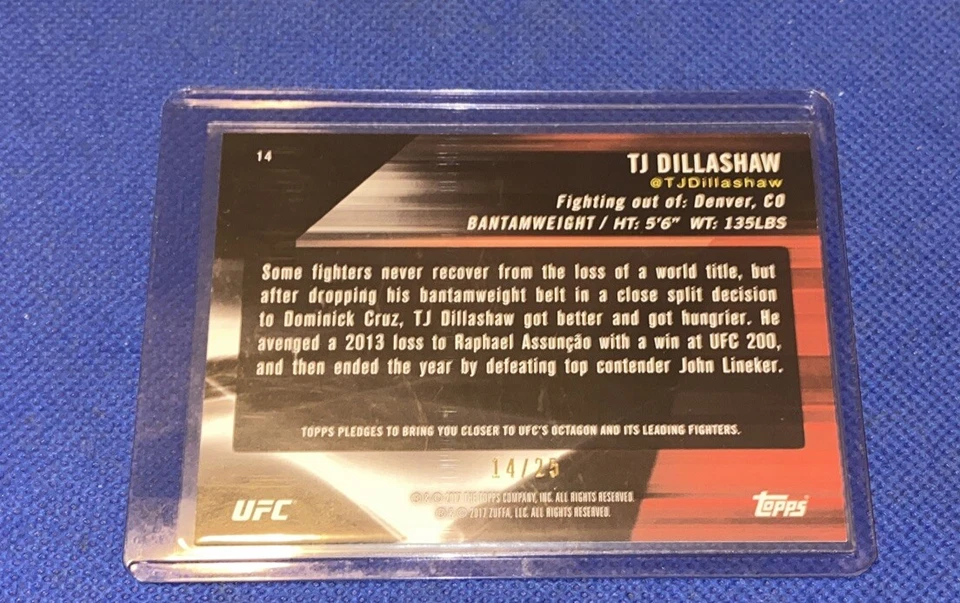 14
TJ DILLASHAW
@TJDillashaw
Fighting out of: Denver, CO
BANTAMWEIGHT / HT: 5'6" WT: 135LBS
Some fighters never recover from the loss of a world title, but
after dropping his bantamweight belt in a close split decision
to Dominick Cruz, TJ Dillashaw got better and got hungrier. He
avenged a 2013 loss to Raphael Assunção with a win at UFC 200,
and then ended the year by defeating top contender John Lineker.
TOPPS PLEDGES TO BRING YOU CLOSER TO UFC'S OCTAGON AND ITS LEADING FIGHTERS.
14/25
TOPPS COMPANY, INC. ALL RIGHTS RESERVED.
2017 ZUFFA, LLC. ALL RIGHTS RESERVED.
UFC
topps